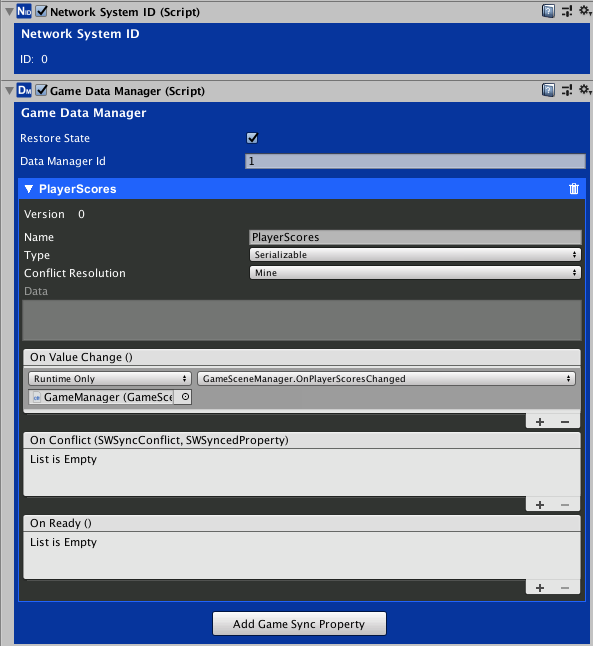 NID Network System ID (Script)
Network System ID
ID: 0
DM Game Data Manager (Script)
Game Data Manager
Restore State
Data Manager Id 1
PlayerScores
Version 0
Name PlayerScores
Type Serializable
Conflict Resolution Mine
Data
On Value Change ()
Runtime Only GameSceneManager.OnPlayerScoresChanged
GameManager (GameSce
On Conflict (SWSyncConflict, SWSyncedProperty)
List is Empty
On Ready ()
List is Empty
Add Game Sync Property